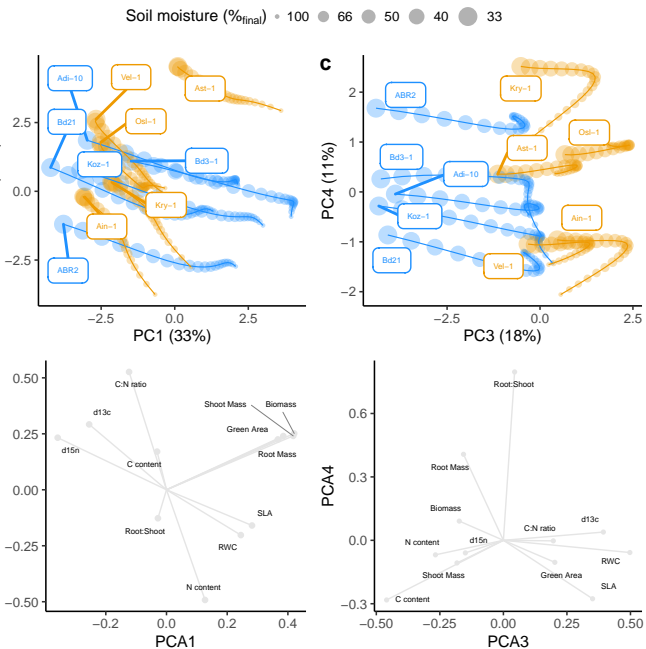 Soil moisture (%final) 100 66 50 40 33
c
Adi−10
Vel−1
Ast−1
Bd21
Osl−1
Koz−1
Bd3−1
Kry−1
Ain−1
ABR2
2.5
0.0
−2.5
−2.5 0.0 2.5
PC1 (33%)
Kry−1
ABR2
Osl−1
Ast−1
Bd3−1
Adi−10
Koz−1
Ain−1
Bd21
Vel−1
2
1
0
−1
−2
PC4 (11%)
−5.0 −2.5 0.0 2.5
PC3 (18%)
C:N ratio
Shoot Mass
Biomass
d13c
Green Area
d15n
C content
Root Mass
Root:Shoot
SLA
RWC
N content
0.50
0.25
0.00
−0.25
−0.50
−0.2 0.0 0.2 0.4
PCA1
Root:Shoot
Root Mass
Biomass
d13c
C:N ratio
N content
d15n
RWC
Shoot Mass
Green Area
SLA
C content
0.6
0.3
0.0
−0.3
PCA4
−0.50 −0.25 0.00 0.25 0.50
PCA3